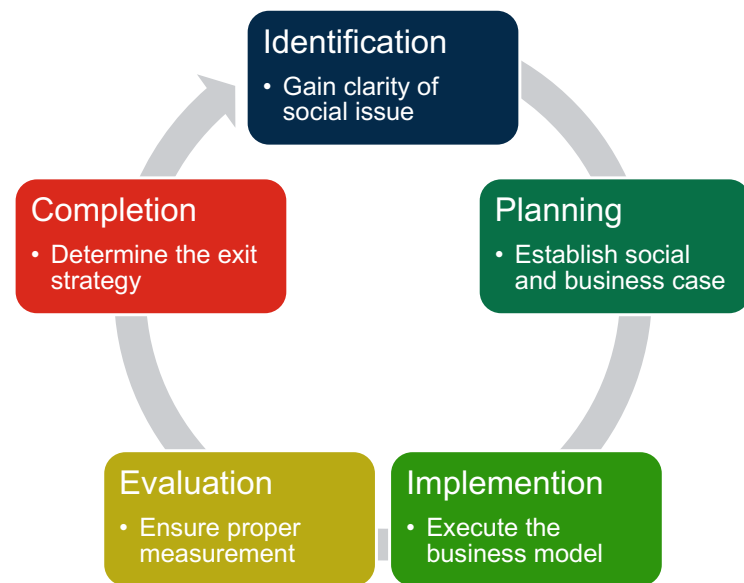 Identification
• Gain clarity of
social issue
Planning
• Establish social
and business case
Implemention
• Execute the
business model
Evaluation
• Ensure proper
measurement
Completion
• Determine the exit
strategy